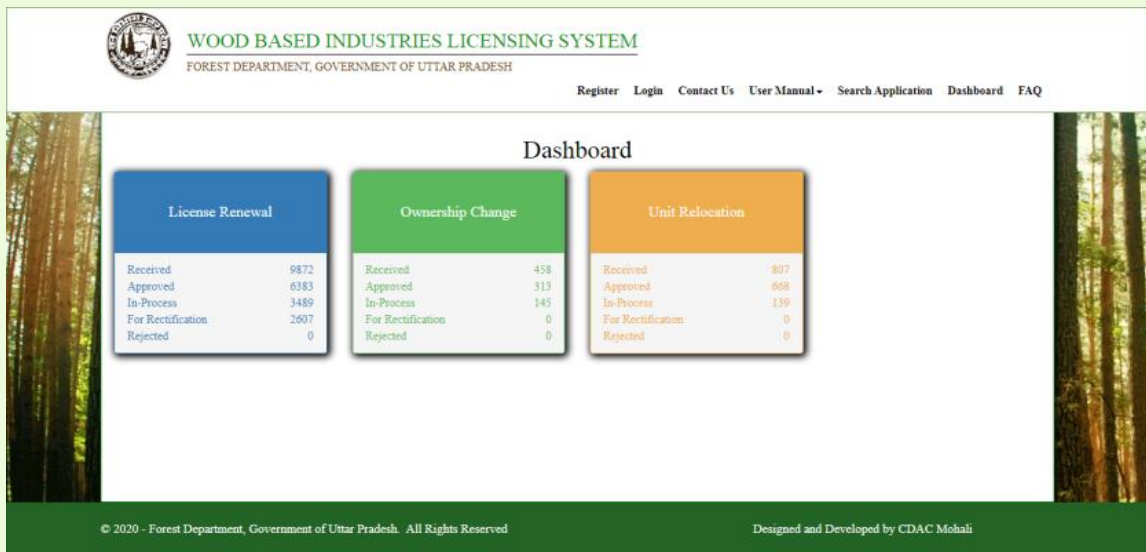 WOOD BASED INDUSTRIES LICENSING SYSTEM
FOREST DEPARTMENT, GOVERNMENT OF UTTAR PRADESH
Register Login Contact Us User Manual Search Application Dashboard FAQ
Dashboard
License Renewal
Received 9872
Approved 6383
In-Process 3489
For Rectification 2607
Rejected 0
Ownership Change
Received 458
Approved 313
In-Process 145
For Rectification 0
Rejected 0
Unit Relocation
Received 807
Approved 668
In-Process 139
For Rectification 0
Rejected 0
© 2020 - Forest Department, Government of Uttar Pradesh. All Rights Reserved
Designed and Developed by CDAC Mohali